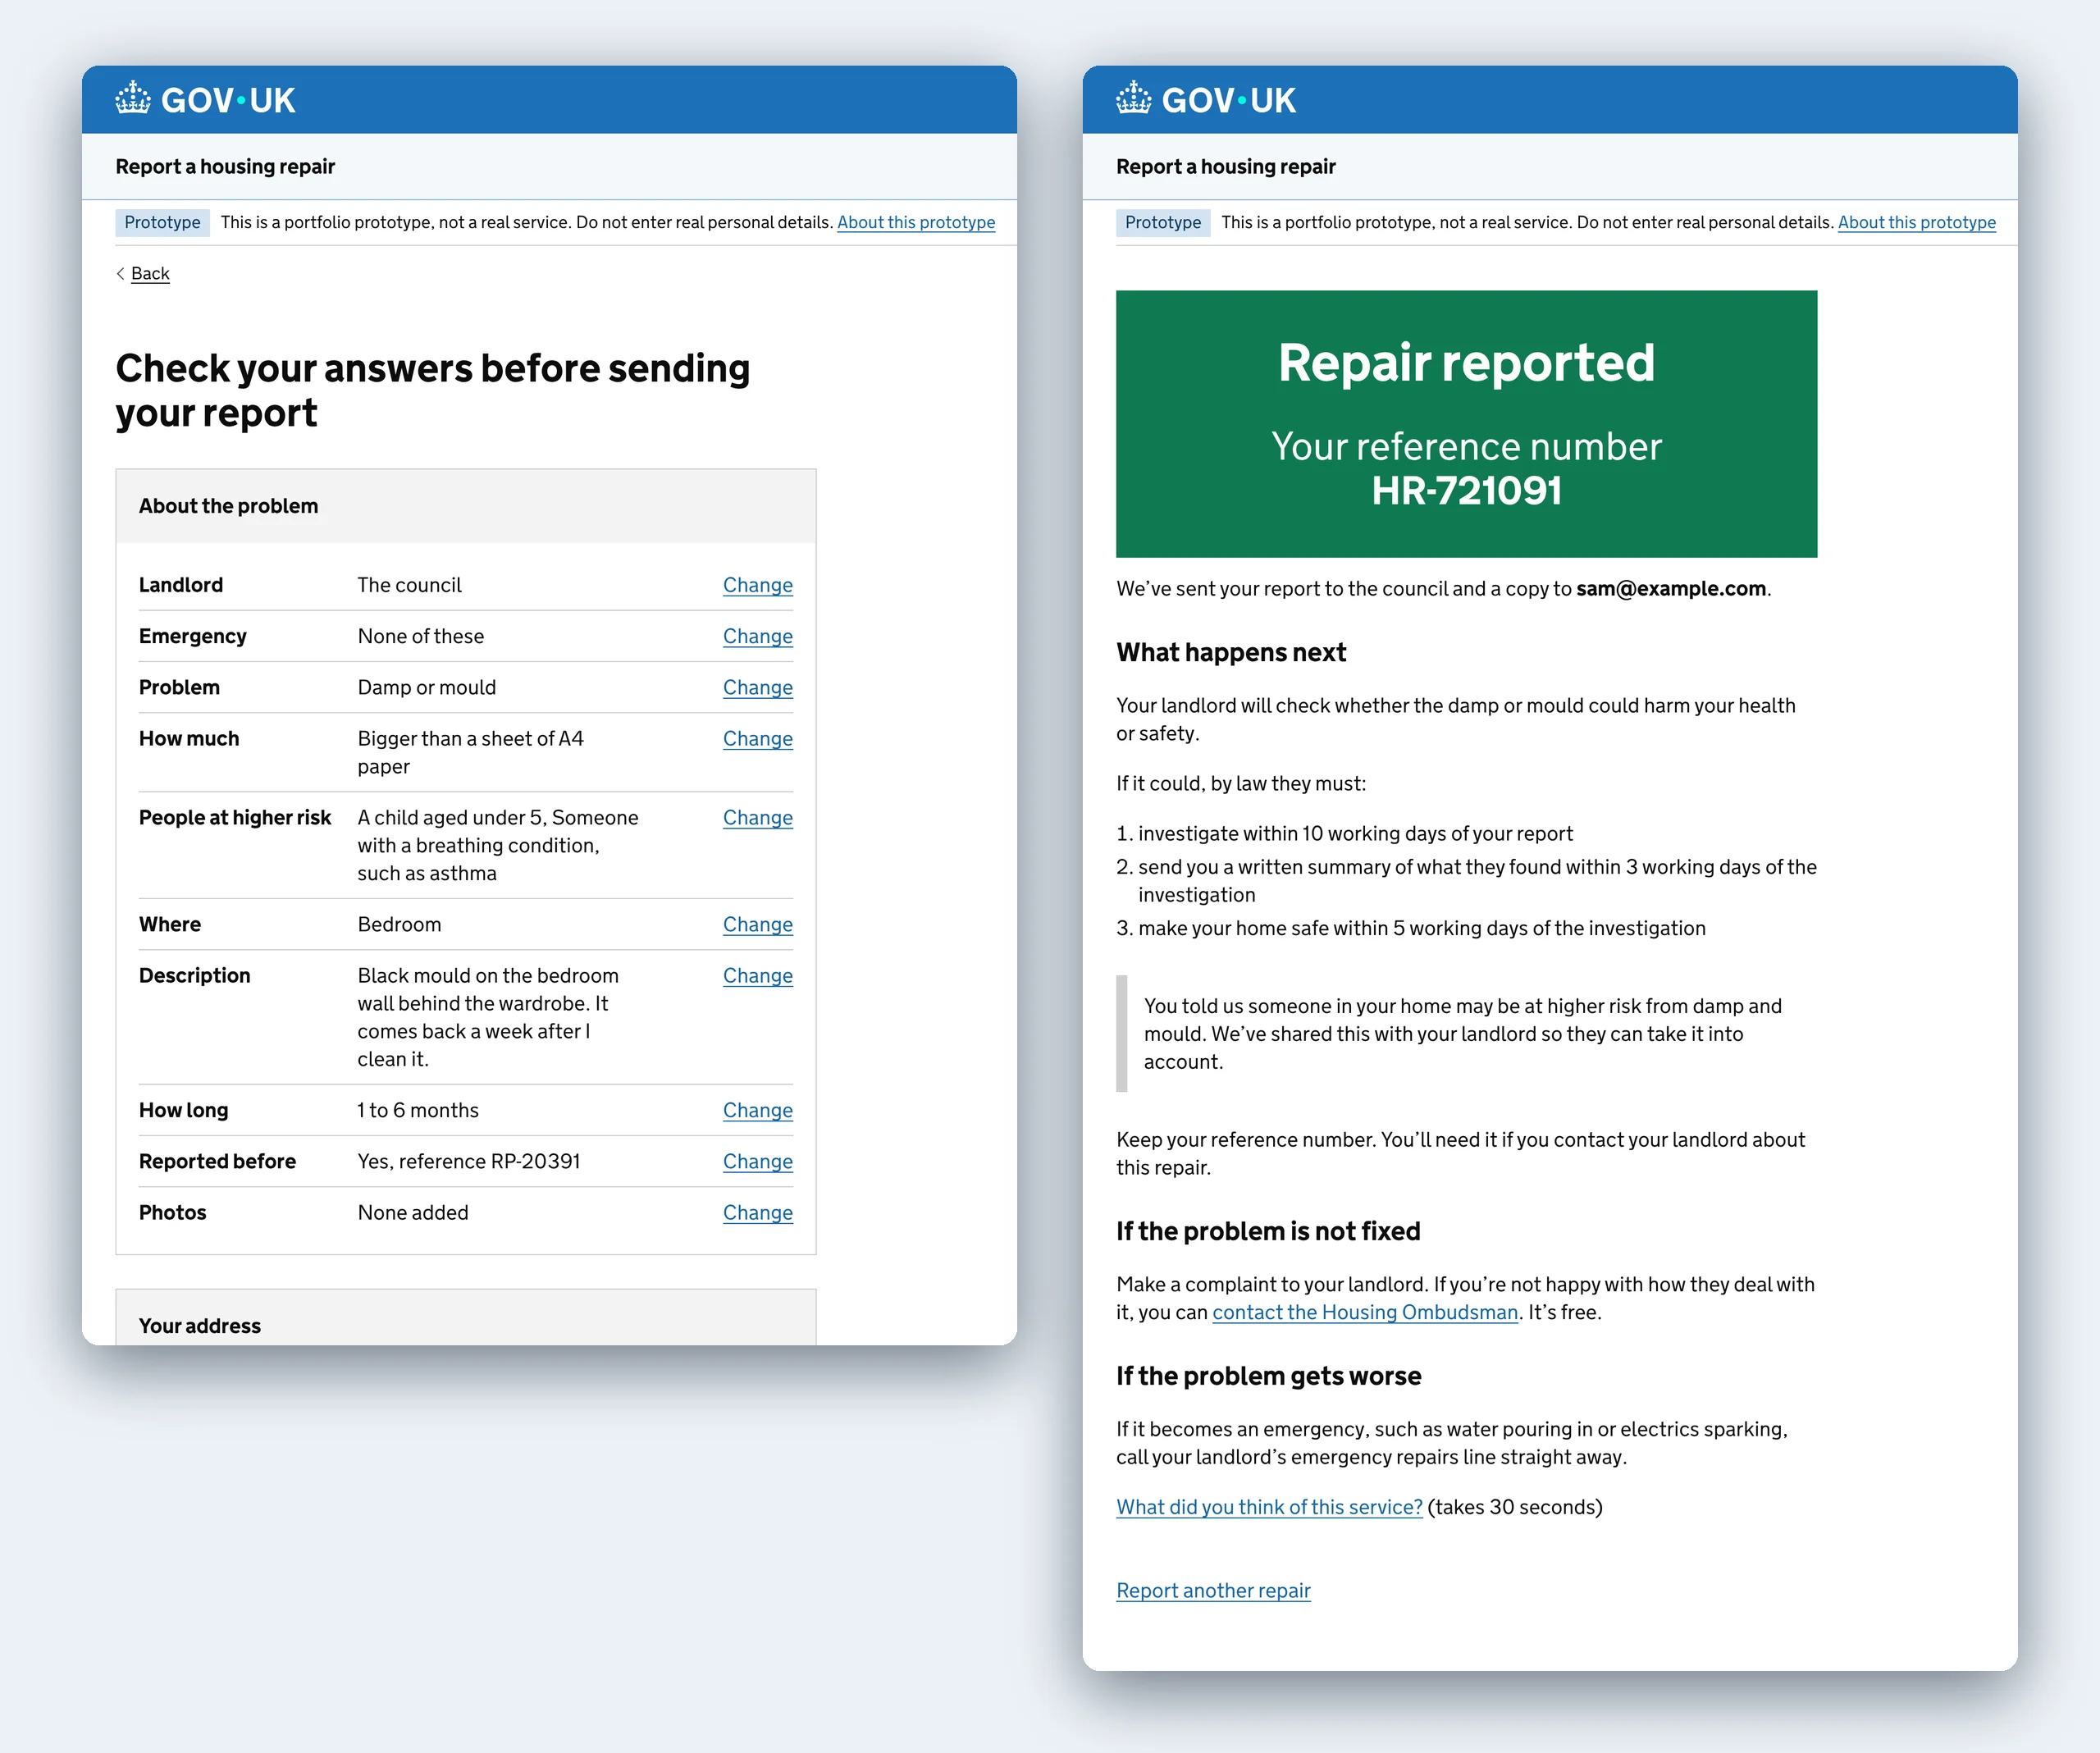 GOV·UK
Report a housing repair
Prototype This is a portfolio prototype, not a real service. Do not enter real personal details. About this prototype
Back
Check your answers before sending
your report
About the problem
Landlord The council Change
Emergency None of these Change
Problem Damp or mould Change
How much Bigger than a sheet of A4 Change
paper
People at higher risk A child aged under 5, Someone Change
with a breathing condition,
such as asthma
Where Bedroom Change
Description Black mould on the bedroom Change
wall behind the wardrobe. It
comes back a week after I
clean it.
How long 1 to 6 months Change
Reported before Yes, reference RP-20391 Change
Photos None added Change
Your address
GOV·UK
Report a housing repair
Prototype This is a portfolio prototype, not a real service. Do not enter real personal details. About this prototype
Repair reported
Your reference number
HR-721091
We’ve sent your report to the council and a copy to sam@example.com.
What happens next
Your landlord will check whether the damp or mould could harm your health
or safety.
If it could, by law they must:
1. investigate within 10 working days of your report
2. send you a written summary of what they found within 3 working days of the
investigation
3. make your home safe within 5 working days of the investigation
You told us someone in your home may be at higher risk from damp and
mould. We’ve shared this with your landlord so they can take it into
account.
Keep your reference number. You’ll need it if you contact your landlord about
this repair.
If the problem is not fixed
Make a complaint to your landlord. If you’re not happy with how they deal with
it, you can contact the Housing Ombudsman. It’s free.
If the problem gets worse
If it becomes an emergency, such as water pouring in or electrics sparking,
call your landlord’s emergency repairs line straight away.
What did you think of this service? (takes 30 seconds)
Report another repair